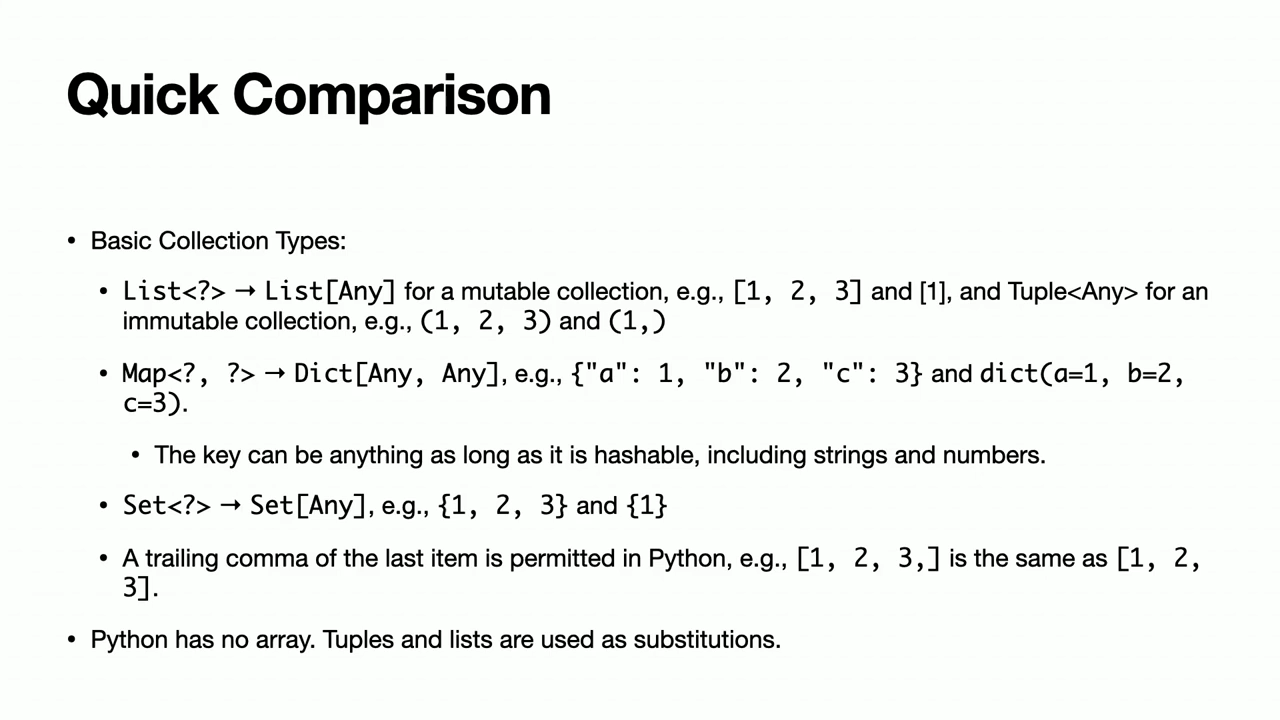 Quick Comparison
• Basic Collection Types:
• List<?> → List[Any] for a mutable collection, e.g., [1, 2, 3] and [1], and Tuple<Any> for an
immutable collection, e.g., (1, 2, 3) and (1,)
• Map<?, ?> → Dict[Any, Any], e.g., {"a": 1, "b": 2, "c": 3} and dict(a=1, b=2,
c=3).
• The key can be anything as long as it is hashable, including strings and numbers.
• Set<?> → Set[Any], e.g., {1, 2, 3} and {1}
• A trailing comma of the last item is permitted in Python, e.g., [1, 2, 3,] is the same as [1, 2,
3].
• Python has no array. Tuples and lists are used as substitutions.